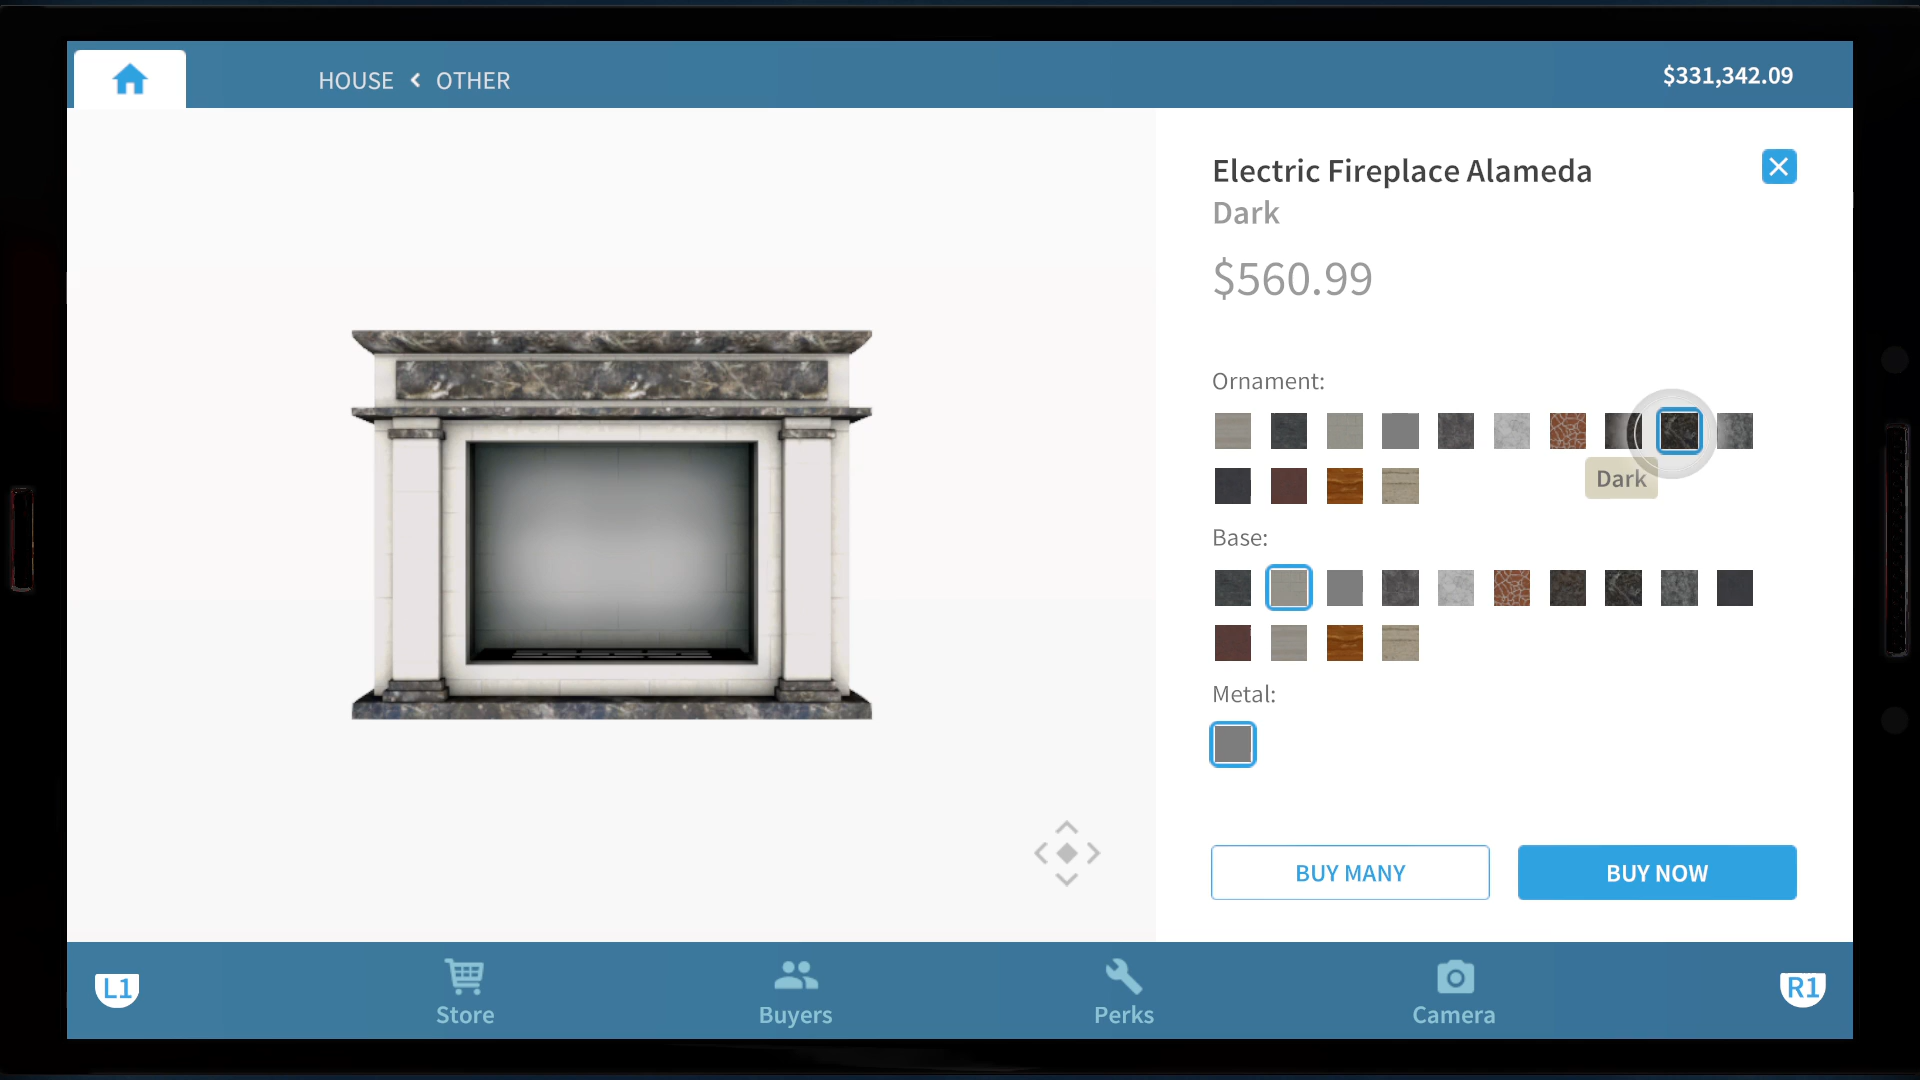 HOUSE < OTHER
$331,342.09
Electric Fireplace Alameda
Dark
$560.99
Ornament:
Dark
Base:
Metal:
BUY MANY
BUY NOW
L1
Store
Buyers
Perks
Camera
R1